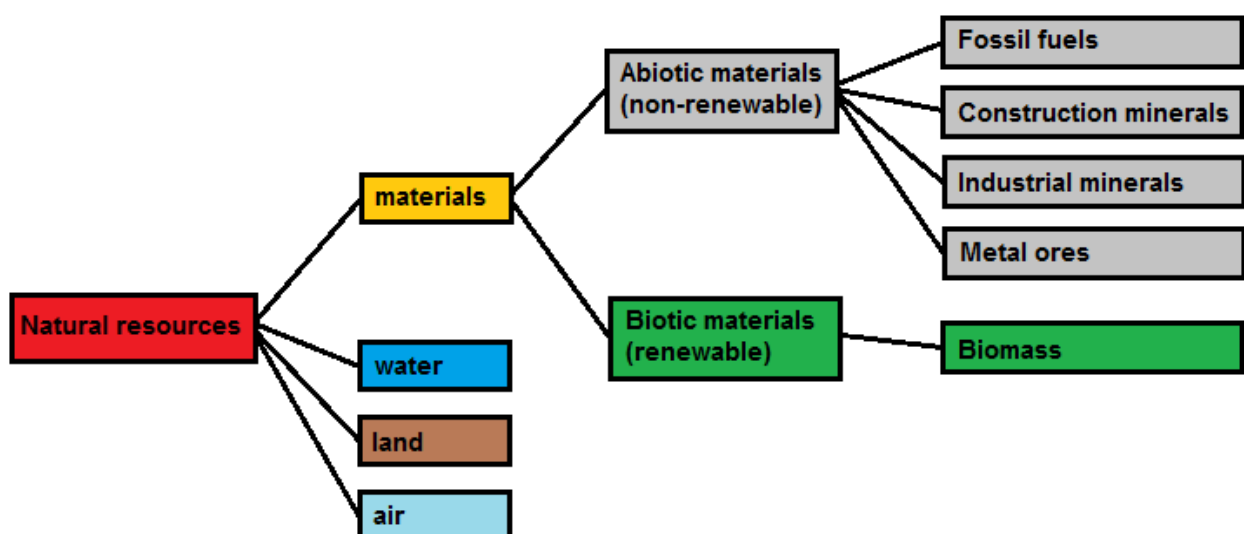 Natural resources
materials
water
land
air
Abiotic materials
(non-renewable)
Biotic materials
(renewable)
Fossil fuels
Construction minerals
Industrial minerals
Metal ores
Biomass